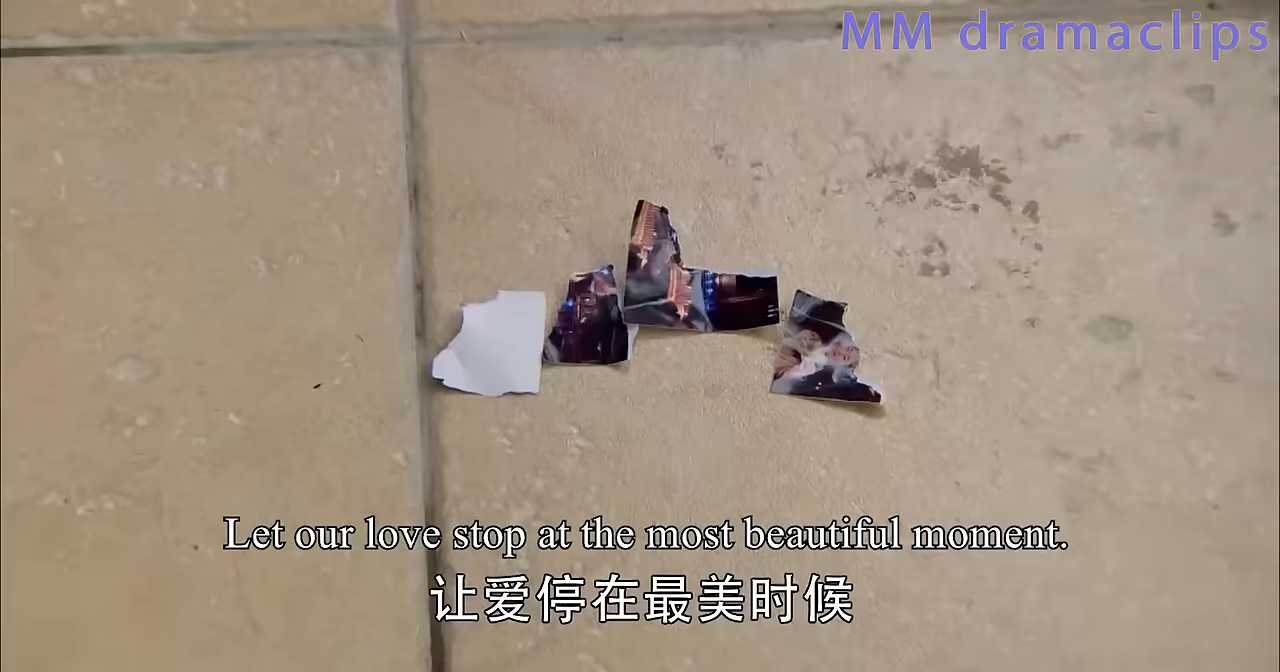 MM dramaclips
Let our love stop at the most beautiful moment.
让爱停在最美时候